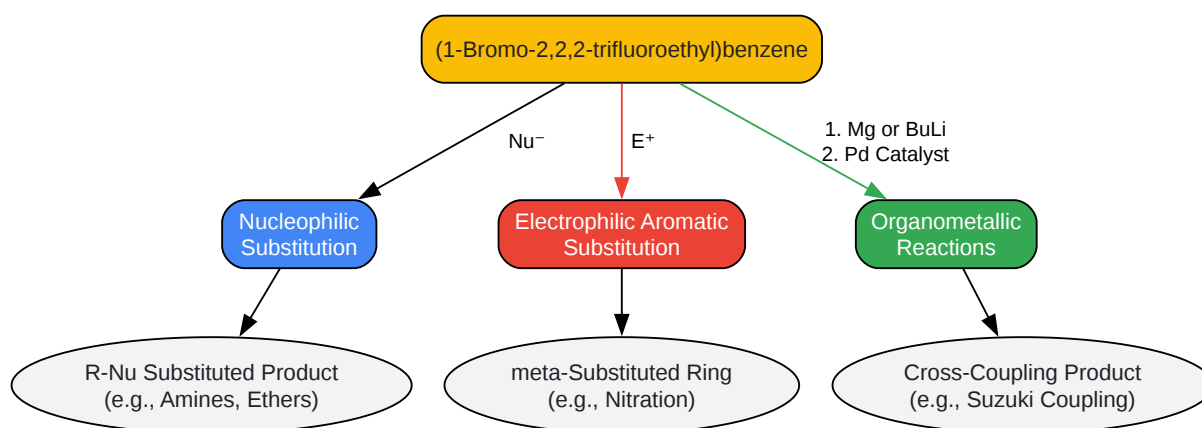 (1-Bromo-2,2,2-trifluoroethyl)benzene
Nu⁻
E⁺
1. Mg or BuLi
2. Pd Catalyst
Nucleophilic
Substitution
Electrophilic Aromatic
Substitution
Organometallic
Reactions
R-Nu Substituted Product
(e.g., Amines, Ethers)
meta-Substituted Ring
(e.g., Nitration)
Cross-Coupling Product
(e.g., Suzuki Coupling)